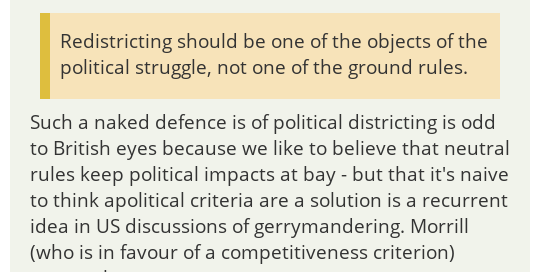 Redistricting should be one of the objects of the
political struggle, not one of the ground rules.
Such a naked defence is of political districting is odd
to British eyes because we like to believe that neutral
rules keep political impacts at bay - but that it's naive
to think apolitical criteria are a solution is a recurrent
idea in US discussions of gerrymandering. Morrill
(who is in favour of a competitiveness criterion)